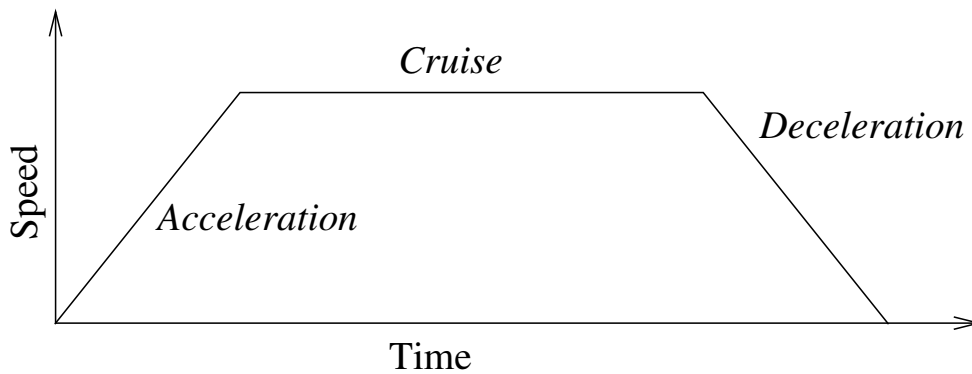 Cruise
Deceleration
Speed
Acceleration
Time